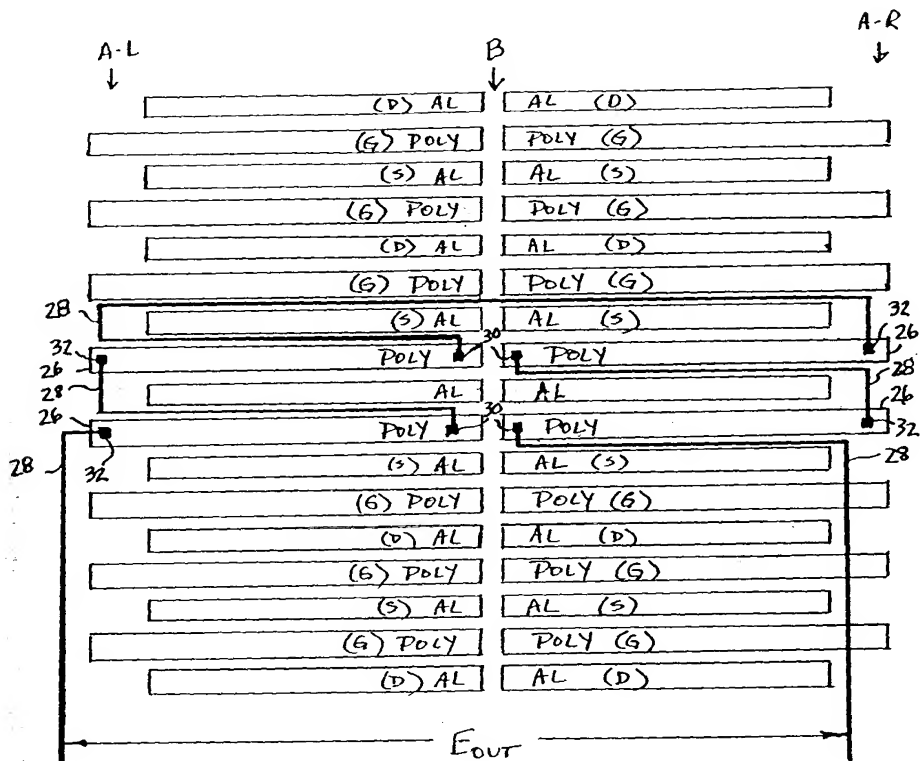 A-L B A-R
(D) AL AL (D)
(G) POLY POLY (G)
(S) AL AL (S)
(G) POLY POLY (G)
(D) AL AL (D)
(G) POLY POLY (G)
28 (S) AL AL (S) 32
32 POLY 30 POLY 26
26
28 AL AL 28
26 30 26
POLY POLY 32
28 32 (S) AL AL (S) 28
(G) POLY POLY (G)
(D) AL AL (D)
(G) POLY POLY (G)
(S) AL AL (S)
(G) POLY POLY (G)
(D) AL AL (D)
EOUT